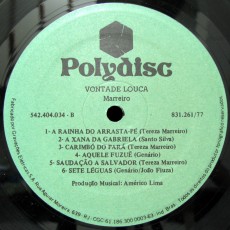 Polydisc
VONTADE LOUCA
Marreiro
542.404.034 - B
831.261/77
1- A RAINHA DO ARRASTA-PÉ (Tereza Marreiro)
2- A XANA DA GABRIELA (Santo Silva)
3- CARIMBÓ DO PARÁ (Tereza Marreiro)
4- AQUELE FUZUÊ (Genário)
5- SAUDAÇÃO A SALVADOR (Tereza Marreiro)
6- SETE LÉGUAS (Genário/João Fiuza)
Produção Musical: Américo Lima